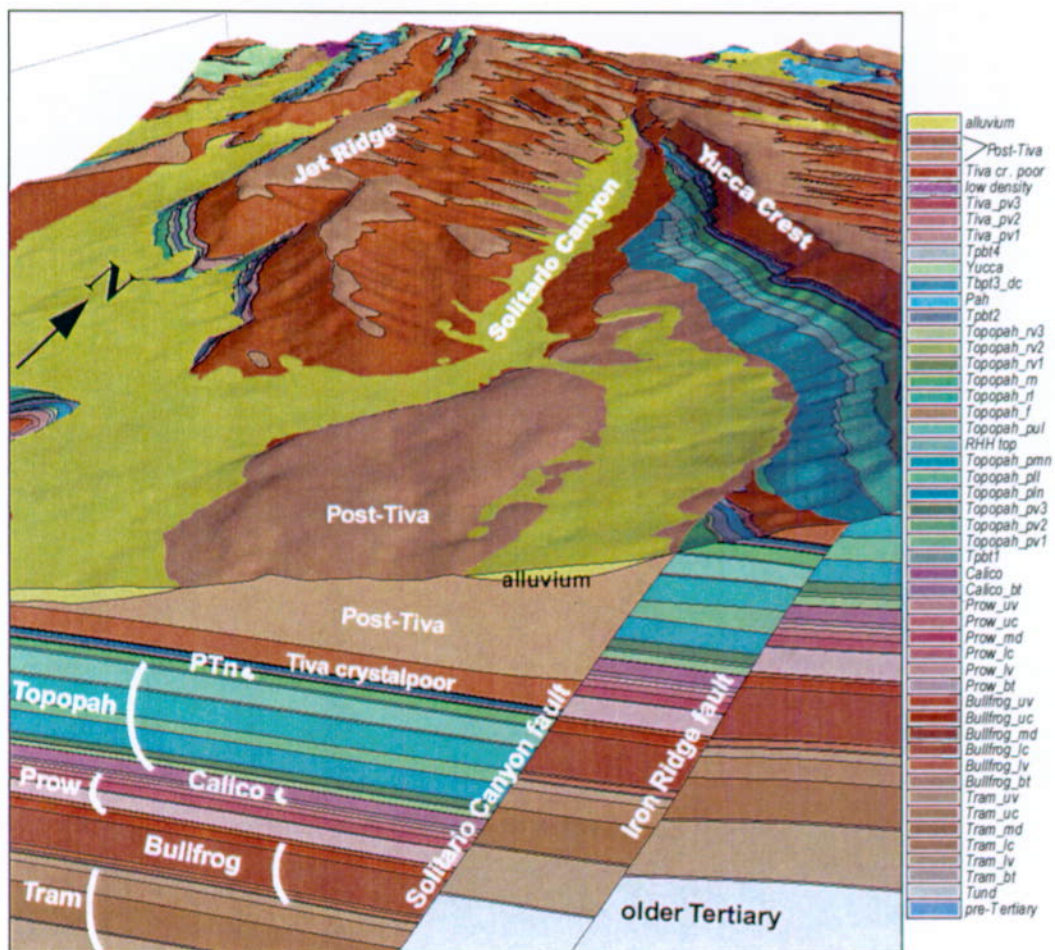 Jet Ridge
Solitario Canyon
Yucca Crest
N
Post-Tiva
alluvium
Post-Tiva
PTn
Tiva crystalpoor
Topopah
Prow
Calico
Bullfrog
Tram
Solitario Canyon fault
Iron Ridge fault
older Tertiary
alluvium
Post-Tiva
Tiva cr. poor
low density
Tiva_pv3
Tiva_pv2
Tiva_pv1
Tpbt4
Yucca
Tbpt3_dc
Pah
Tpbt2
Topopah_rv3
Topopah_rv2
Topopah_rv1
Topopah_rn
Topopah_rl
Topopah_f
Topopah_pul
RHH top
Topopah_pmn
Topopah_pll
Topopah_pln
Topopah_pv3
Topopah_pv2
Topopah_pv1
Tpbt1
Calico
Calico_bt
Prow_uv
Prow_uc
Prow_md
Prow_lc
Prow_lv
Prow_bt
Bullfrog_uv
Bullfrog_uc
Bullfrog_md
Bullfrog_lc
Bullfrog_lv
Bullfrog_bt
Tram_uv
Tram_uc
Tram_md
Tram_lc
Tram_lv
Tram_bt
Tund
pre-Tertiary